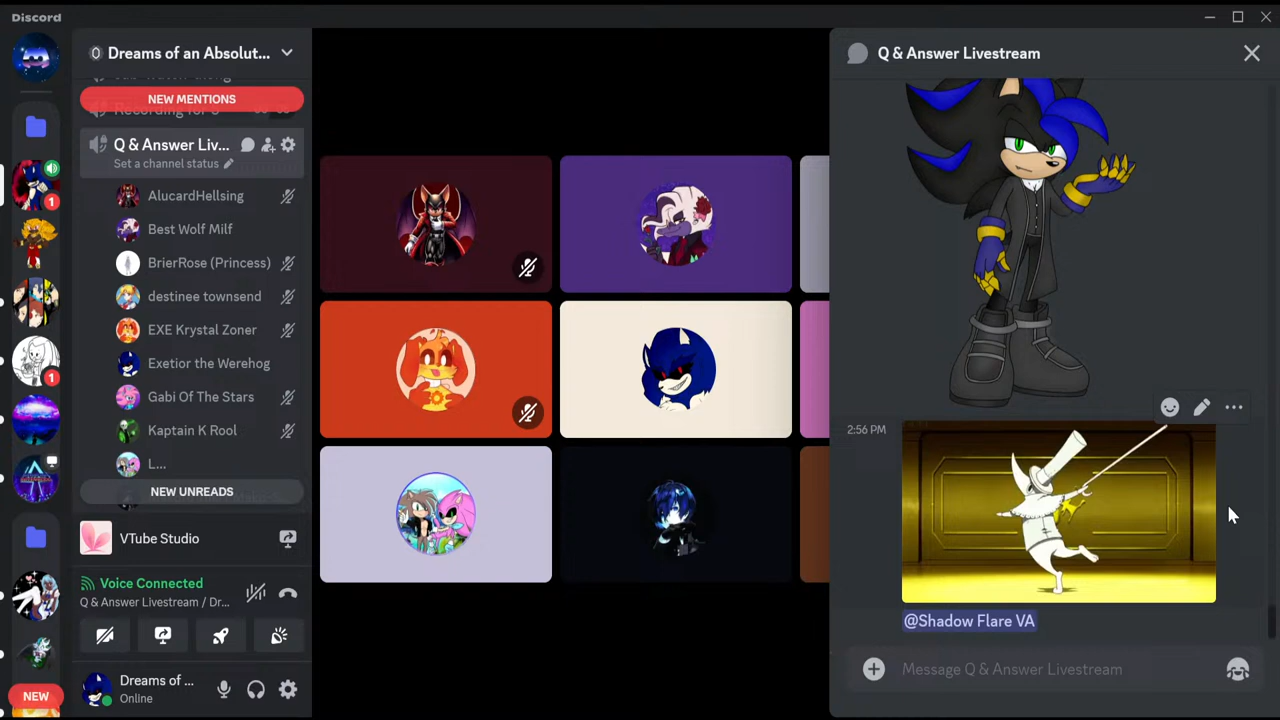 Discord
Dreams of an Absolut...
NEW MENTIONS
Q & Answer Liv...
Set a channel status
AlucardHellsing
Best Wolf Milf
BrierRose (Princess)
destinee townsend
EXE Krystal Zoner
Exetior the Werehog
Gabi Of The Stars
Kaptain K Rool
L...
NEW UNREADS
VTube Studio
Voice Connected
Q & Answer Livestream / Dr...
Dreams of ...
Online
1
1
NEW
Q & Answer Livestream
2:56 PM
@Shadow Flare VA
Message Q & Answer Livestream